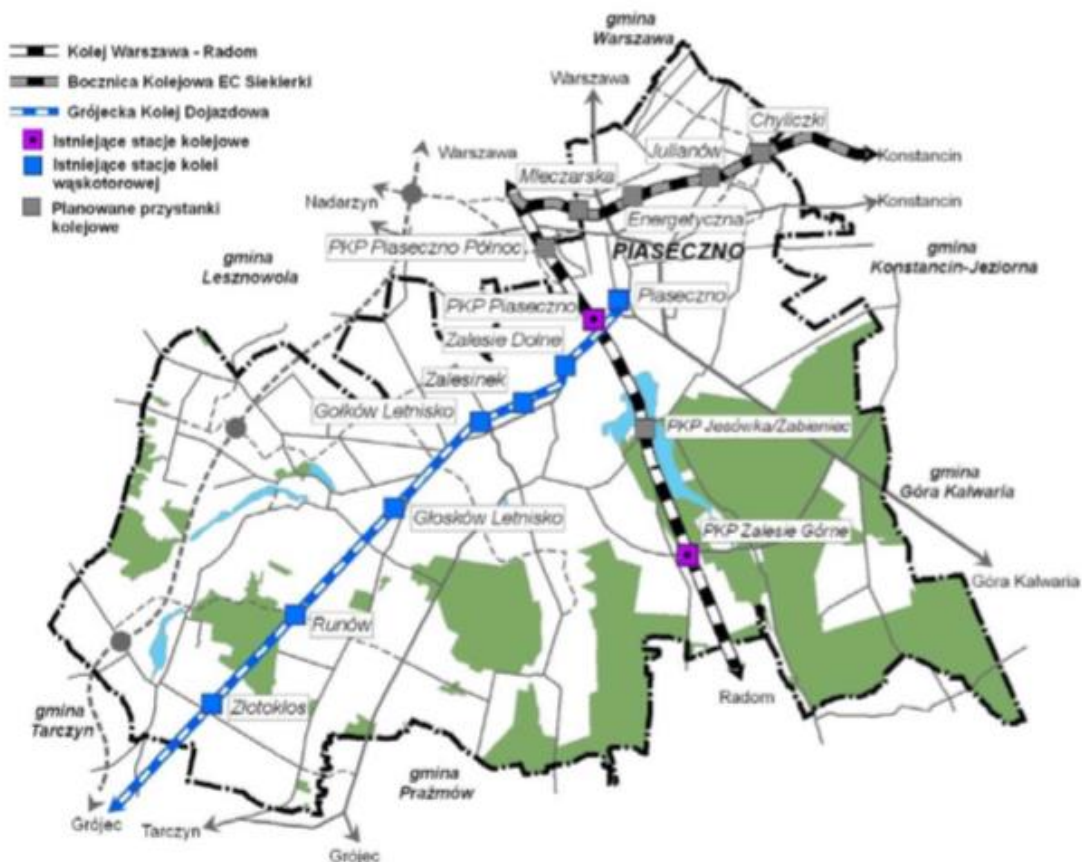 gmina
Warszawa
Kolej Warszawa - Radom
Bocznica Kolejowa EC Siekierki
Grójecka Kolej Dojazdowa
Istniejące stacje kolejowe
Istniejące stacje kolei
wąskotorowej
Planowane przystanki
kolejowe
Warszawa
Chyliczki
Julianów
Warszawa
Mleczarska
Konstancin
Nadarzyn
Energetyczna
Konstancin
PKP Piaseczno Północ
PIASECZNO
gmina
Lesznowola
gmina
Konstancin-Jeziorna
PKP Piaseczno
Piaseczno
Zalesie Dolne
Zalesinek
Gołków Letnisko
PKP Jesówka/Żabieniec
gmina
Góra Kalwaria
Głosków Letnisko
PKP Zalesie Górne
Góra Kalwaria
Runów
Radom
gmina
Tarczyn
Złotokłos
gmina
Prażmów
Grójec
Tarczyn
Grójec